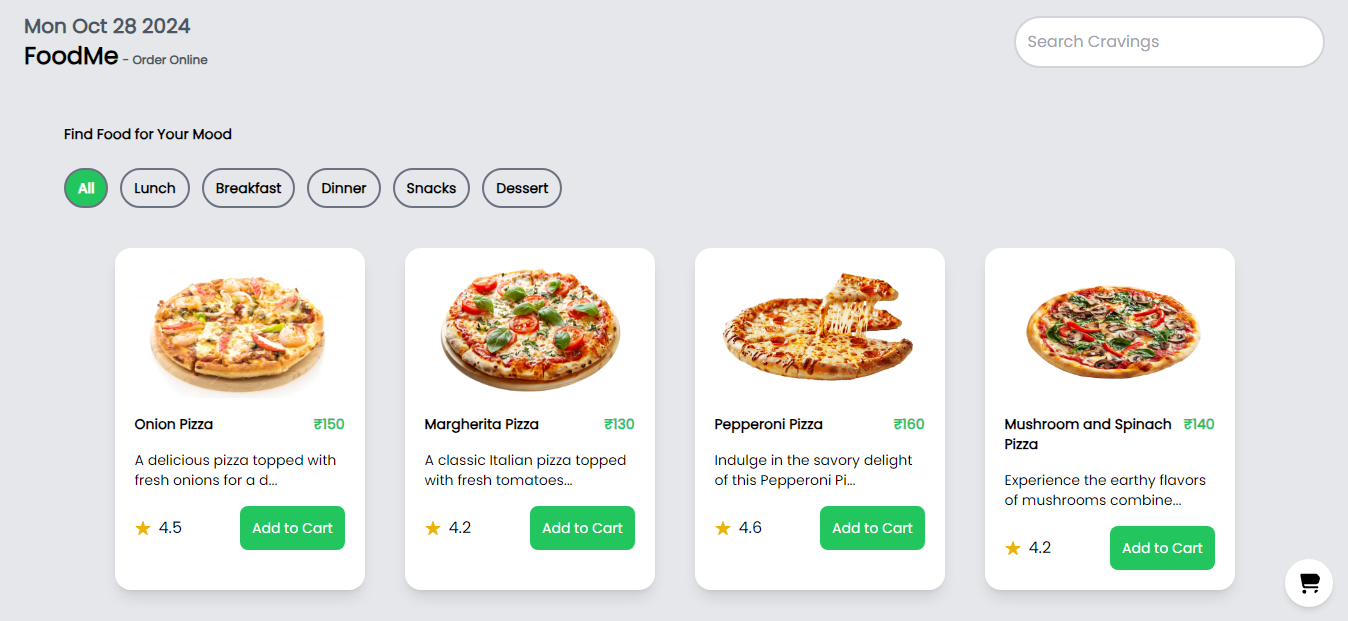 Mon Oct 28 2024
FoodMe - Order Online
Search Cravings
Find Food for Your Mood
All
Lunch
Breakfast
Dinner
Snacks
Dessert
Onion Pizza
₹150
A delicious pizza topped with
fresh onions for a d...
4.5
Add to Cart
Margherita Pizza
₹130
A classic Italian pizza topped
with fresh tomatoes...
4.2
Add to Cart
Pepperoni Pizza
₹160
Indulge in the savory delight
of this Pepperoni Pi...
4.6
Add to Cart
Mushroom and Spinach
Pizza
₹140
Experience the earthy flavors
of mushrooms combine...
4.2
Add to Cart